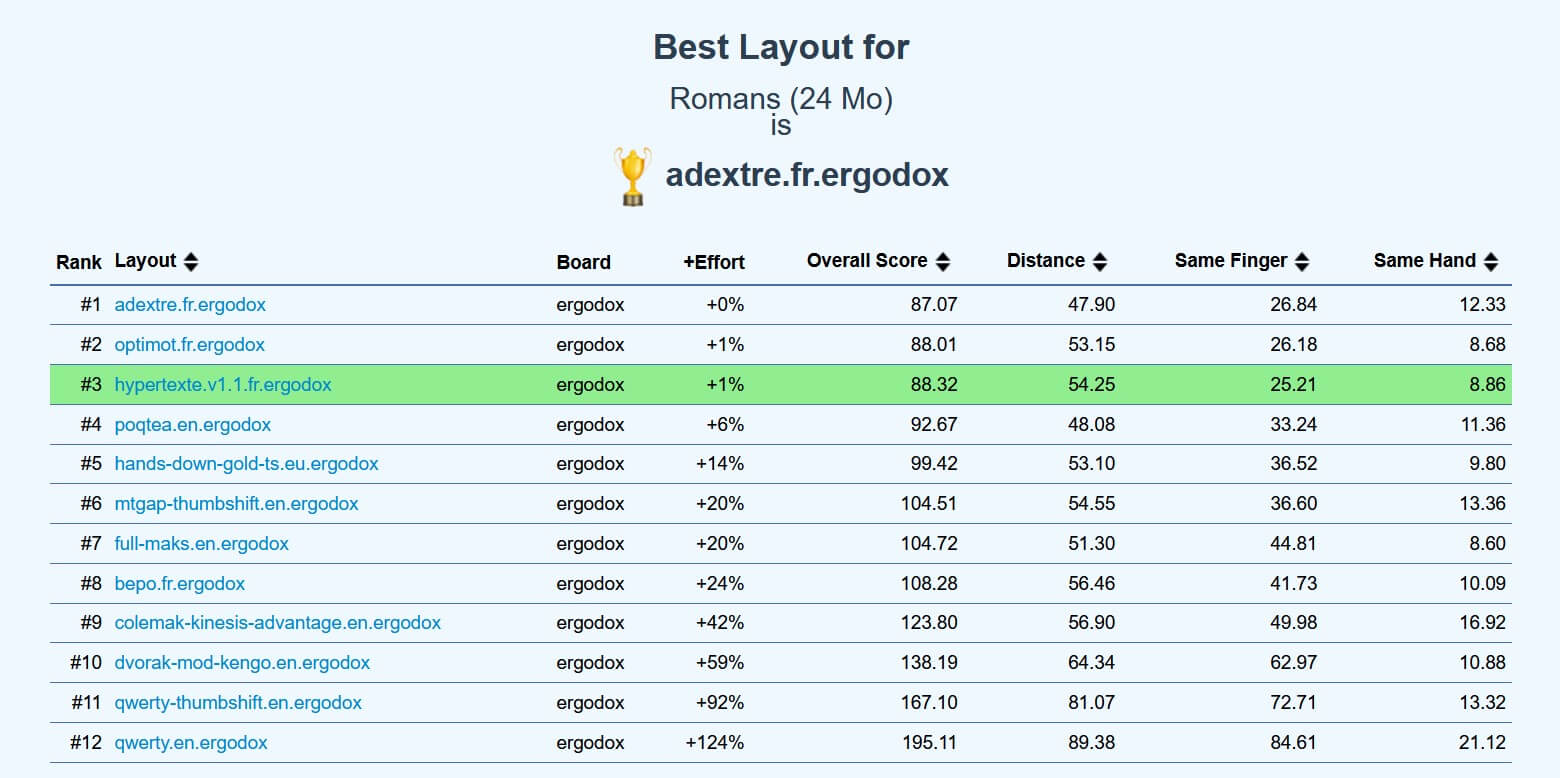 Best Layout for
Romans (24 Mo)
is
adextre.fr.ergodox
Rank Layout Board +Effort Overall Score Distance Same Finger Same Hand
#1 adextre.fr.ergodox ergodox +0% 87.07 47.90 26.84 12.33
#2 optimot.fr.ergodox ergodox +1% 88.01 53.15 26.18 8.68
#3 hypertexte.v1.1.fr.ergodox ergodox +1% 88.32 54.25 25.21 8.86
#4 poqtea.en.ergodox ergodox +6% 92.67 48.08 33.24 11.36
#5 hands-down-gold-ts.eu.ergodox ergodox +14% 99.42 53.10 36.52 9.80
#6 mtgap-thumbshift.en.ergodox ergodox +20% 104.51 54.55 36.60 13.36
#7 full-maks.en.ergodox ergodox +20% 104.72 51.30 44.81 8.60
#8 bepo.fr.ergodox ergodox +24% 108.28 56.46 41.73 10.09
#9 colemak-kinesis-advantage.en.ergodox ergodox +42% 123.80 56.90 49.98 16.92
#10 dvorak-mod-kengo.en.ergodox ergodox +59% 138.19 64.34 62.97 10.88
#11 qwerty-thumbshift.en.ergodox ergodox +92% 167.10 81.07 72.71 13.32
#12 qwerty.en.ergodox ergodox +124% 195.11 89.38 84.61 21.12